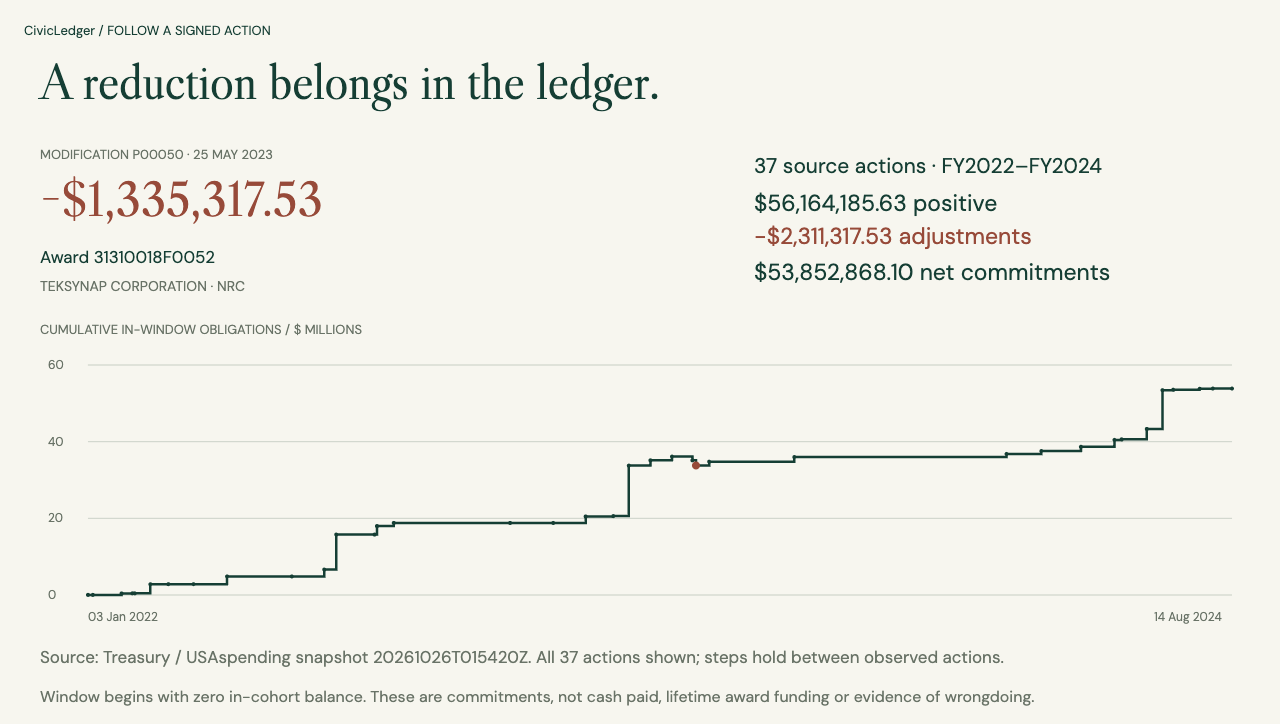 CivicLedger / FOLLOW A SIGNED ACTION
A reduction belongs in the ledger.
MODIFICATION P00050 · 25 MAY 2023
-$1,335,317.53
Award 31310018F0052
TEKSYNAP CORPORATION · NRC
37 source actions · FY2022–FY2024
$56,164,185.63 positive
-$2,311,317.53 adjustments
$53,852,868.10 net commitments
CUMULATIVE IN-WINDOW OBLIGATIONS / $ MILLIONS
60
40
20
0
03 Jan 2022
14 Aug 2024
Source: Treasury / USAspending snapshot 20261026T015420Z. All 37 actions shown; steps hold between observed actions.
Window begins with zero in-cohort balance. These are commitments, not cash paid, lifetime award funding or evidence of wrongdoing.